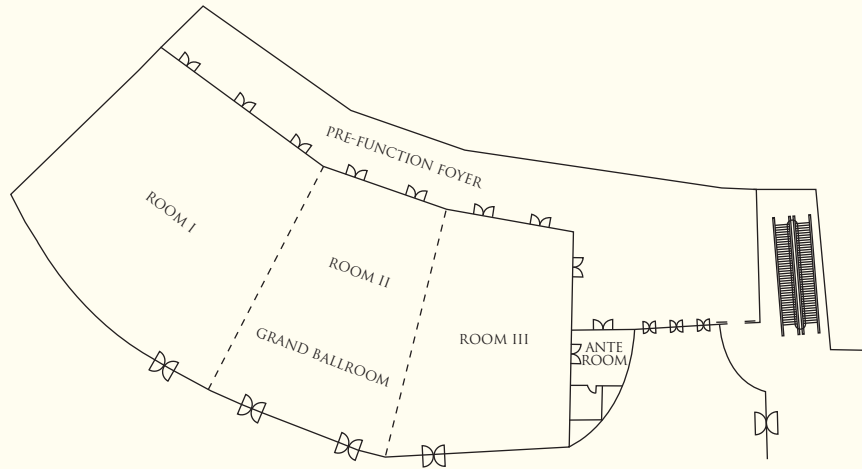 PRE-FUNCTION FOYER
ROOM I
ROOM II
GRAND BALLROOM
ROOM III
ANTE
ROOM